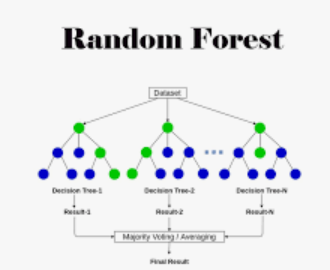 Random Forest
Dataset
Decision Tree-1 Decision Tree-2 Decision Tree-N
Result-1 Result-2 Result-N
Majority Voting / Averaging
Final Result